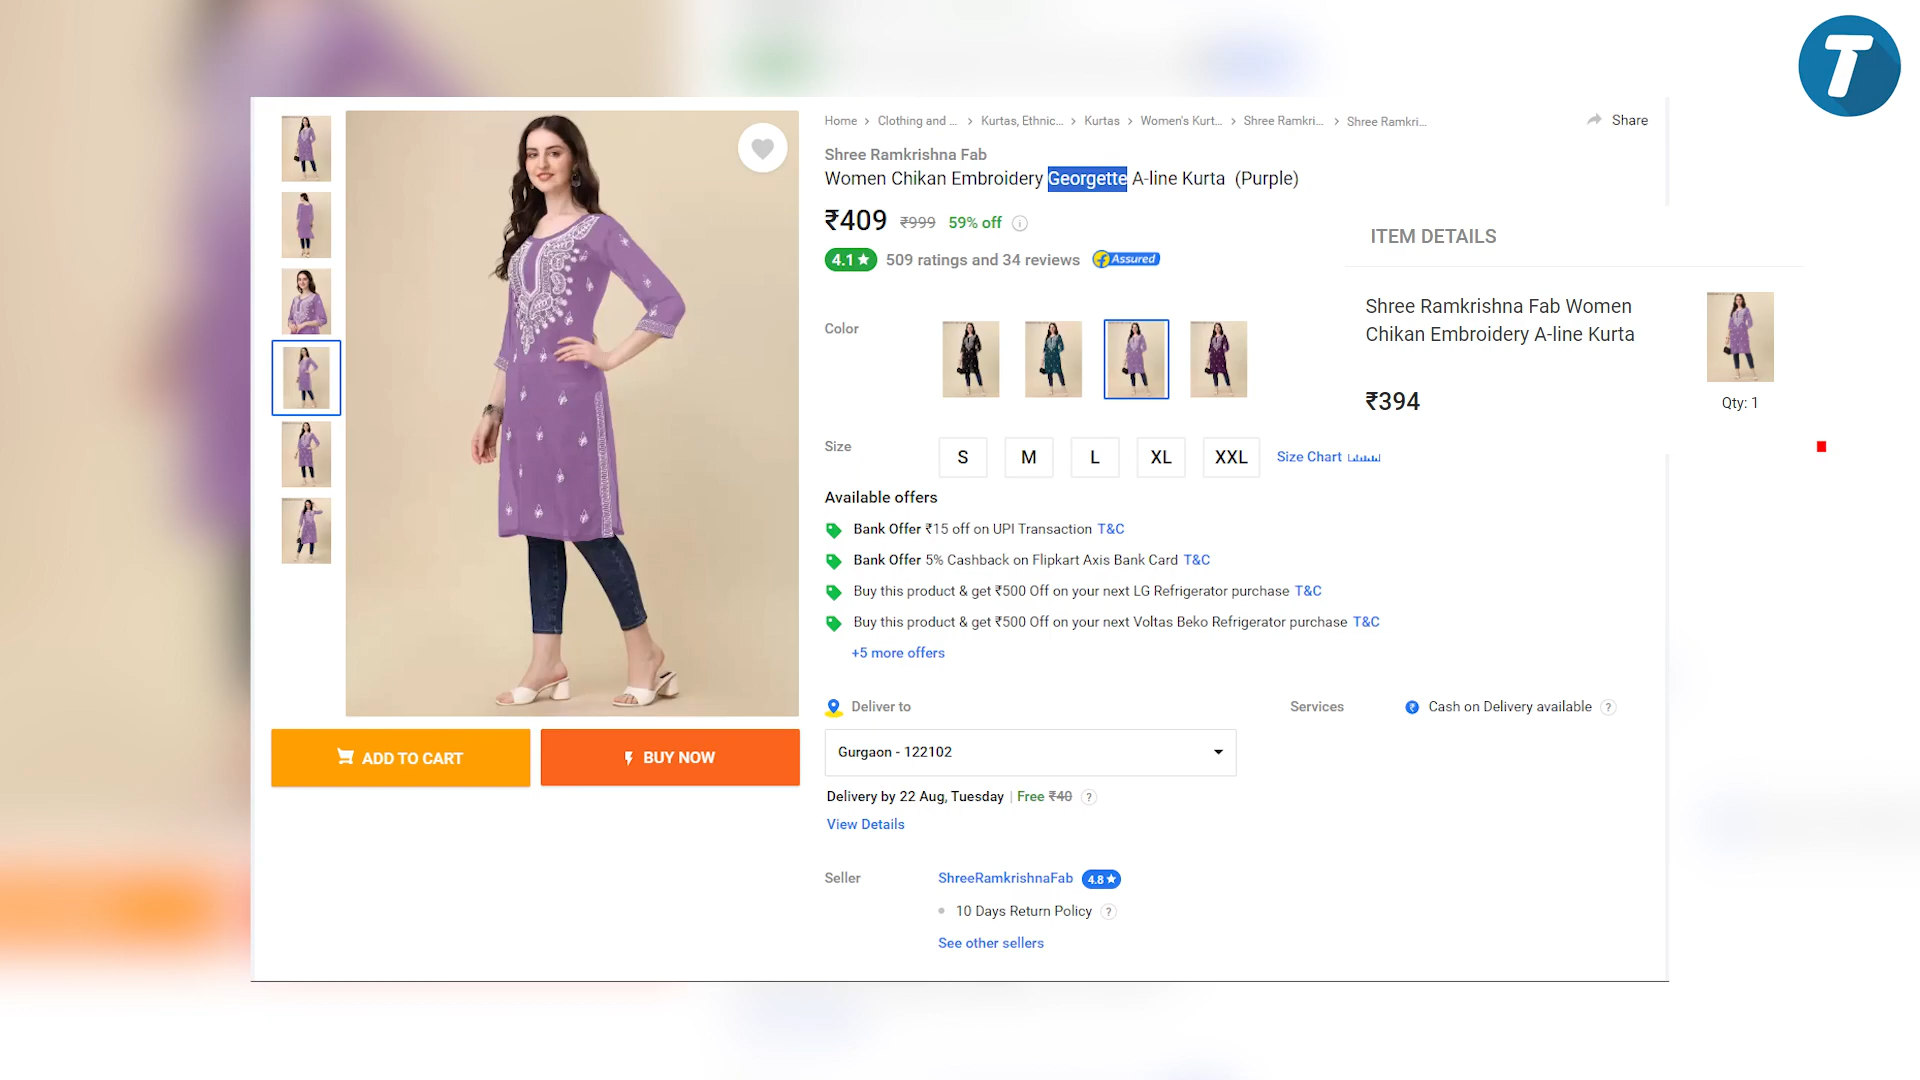 T
Home > Clothing and ... > Kurtas, Ethnic... > Kurtas > Women's Kurt... > Shree Ramkri... > Shree Ramkri...
Share
Shree Ramkrishna Fab
Women Chikan Embroidery Georgette A-line Kurta (Purple)
₹409 ₹999 59% off
4.1★ 509 ratings and 34 reviews Assured
ITEM DETAILS
Shree Ramkrishna Fab Women
Chikan Embroidery A-line Kurta
₹394
Qty: 1
Color
Size
S M L XL XXL Size Chart
Available offers
Bank Offer ₹15 off on UPI Transaction T&C
Bank Offer 5% Cashback on Flipkart Axis Bank Card T&C
Buy this product & get ₹500 Off on your next LG Refrigerator purchase T&C
Buy this product & get ₹500 Off on your next Voltas Beko Refrigerator purchase T&C
+5 more offers
ADD TO CART
BUY NOW
Deliver to
Gurgaon - 122102
Delivery by 22 Aug, Tuesday | Free ₹40 ?
View Details
Services
Cash on Delivery available ?
Seller
ShreeRamkrishnaFab 4.8★
10 Days Return Policy ?
See other sellers